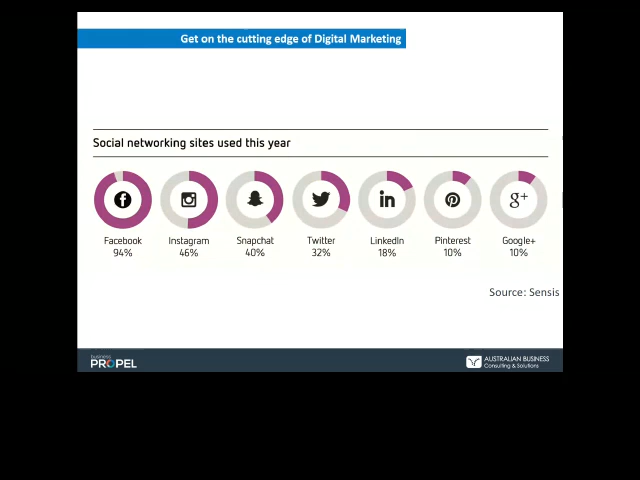 Get on the cutting edge of Digital Marketing
Social networking sites used this year
Facebook Instagram Snapchat Twitter LinkedIn Pinterest Google+
94% 46% 40% 32% 18% 10% 10%
Source: Sensis
business
PROPEL
AUSTRALIAN BUSINESS
Consulting & Solutions